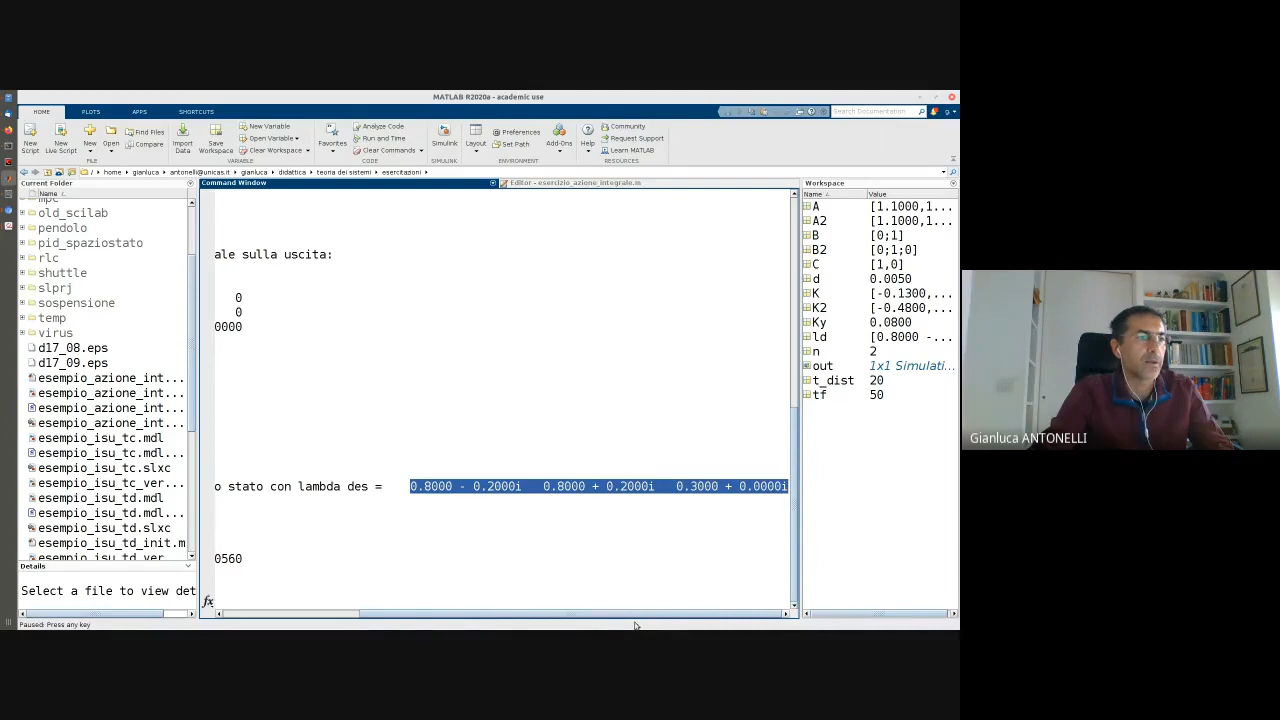 MATLAB R2020a - academic use
HOME PLOTS APPS SHORTCUTS
Search Documentation
New Script
New Live Script
New
Open
Find Files
Compare
Import Data
Save Workspace
New Variable
Open Variable
Clear Workspace
Favorites
Analyze Code
Run and Time
Clear Commands
Simulink
Layout
Preferences
Set Path
Add-Ons
Help
Community
Request Support
Learn MATLAB
FILE VARIABLE CODE SIMULINK ENVIRONMENT RESOURCES
/ home gianluca antonelli@unicas.it gianluca didattica teoria dei sistemi esercitazioni
Current Folder
Name
mpc
old_scilab
pendolo
pid_spaziostato
rlc
shuttle
slprj
sospensione
temp
virus
d17_08.eps
d17_09.eps
esempio_azione_int...
esempio_azione_int...
esempio_azione_int...
esempio_azione_int...
esempio_isu_tc.mdl
esempio_isu_tc.mdl...
esempio_isu_tc.slxc
esempio_isu_tc_ver...
esempio_isu_td.mdl
esempio_isu_td.mdl...
esempio_isu_td.slxc
esempio_isu_td_init.m
esempio_isu_td_ver...
Details
Select a file to view det
Paused: Press any key
Command Window
Editor - esercizio_azione_integrale.m
ale sulla uscita:
0
0
0000
o stato con lambda des = 0.8000 - 0.2000i 0.8000 + 0.2000i 0.3000 + 0.0000i
0560
fx
Workspace
Name Value
A [1.1000,1...
A2 [1.1000,1...
B [0;1]
B2 [0;1;0]
C [1,0]
d 0.0050
K [-0.1300,...
K2 [-0.4800,...
Ky 0.0800
ld [0.8000 -...
n 2
out 1x1 Simulati...
t_dist 20
tf 50
Gianluca ANTONELLI